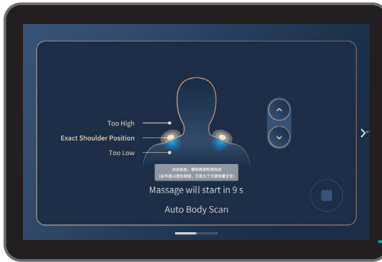 Too High
Exact Shoulder Position
Too Low
Massage will start in 9 s
Auto Body Scan